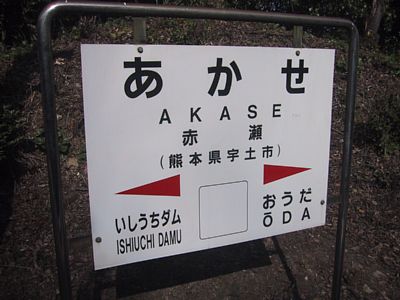 あかせ
AKASE
赤瀬
(熊本県宇土市)
いしうちダム おうだ
ISHIUCHI DAMU ŌDA